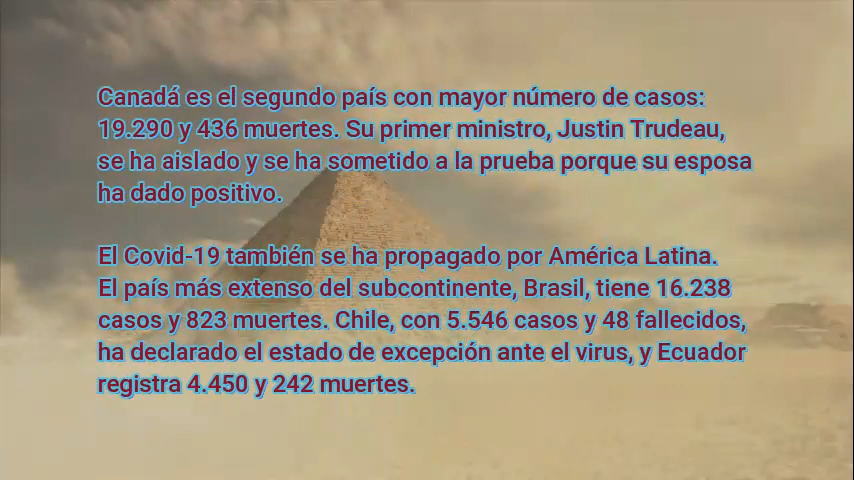 Canadá es el segundo país con mayor número de casos:
19.290 y 436 muertes. Su primer ministro, Justin Trudeau,
se ha aislado y se ha sometido a la prueba porque su esposa
ha dado positivo.
El Covid-19 también se ha propagado por América Latina.
El país más extenso del subcontinente, Brasil, tiene 16.238
casos y 823 muertes. Chile, con 5.546 casos y 48 fallecidos,
ha declarado el estado de excepción ante el virus, y Ecuador
registra 4.450 y 242 muertes.